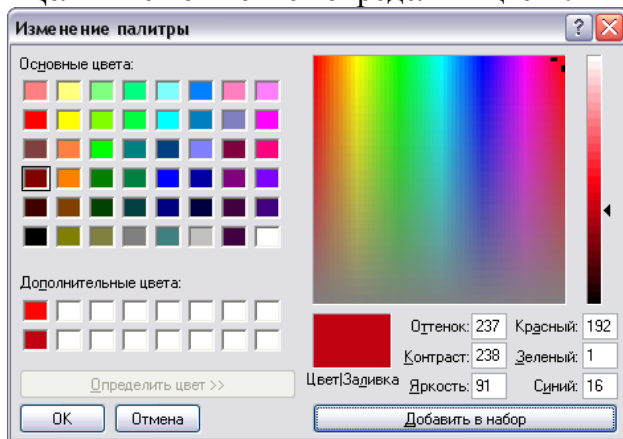 Изменение палитры
Основные цвета:
Дополнительные цвета:
Определить цвет >>
ОК
Отмена
Оттенок: 237
Красный: 192
Контраст: 238
Зеленый: 1
Цвет|Заливка
Яркость: 91
Синий: 16
Добавить в набор